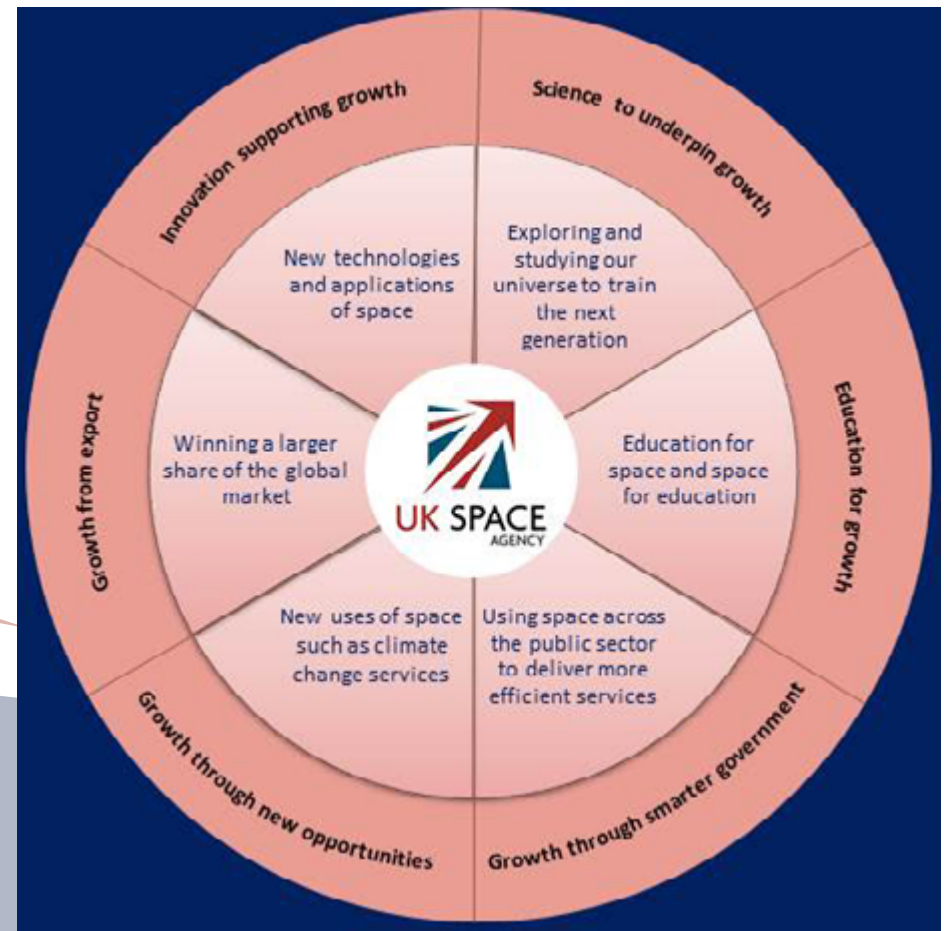 Innovation supporting growth
Science to underpin growth
Education for growth
Growth through smarter government
Growth through new opportunities
Growth from export
New technologies
and applications
of space
Exploring and
studying our
universe to train
the next
generation
Education for
space and space
for education
Using space across
the public sector
to deliver more
efficient services
New uses of space
such as climate
change services
Winning a larger
share of the global
market
UK SPACE
AGENCY